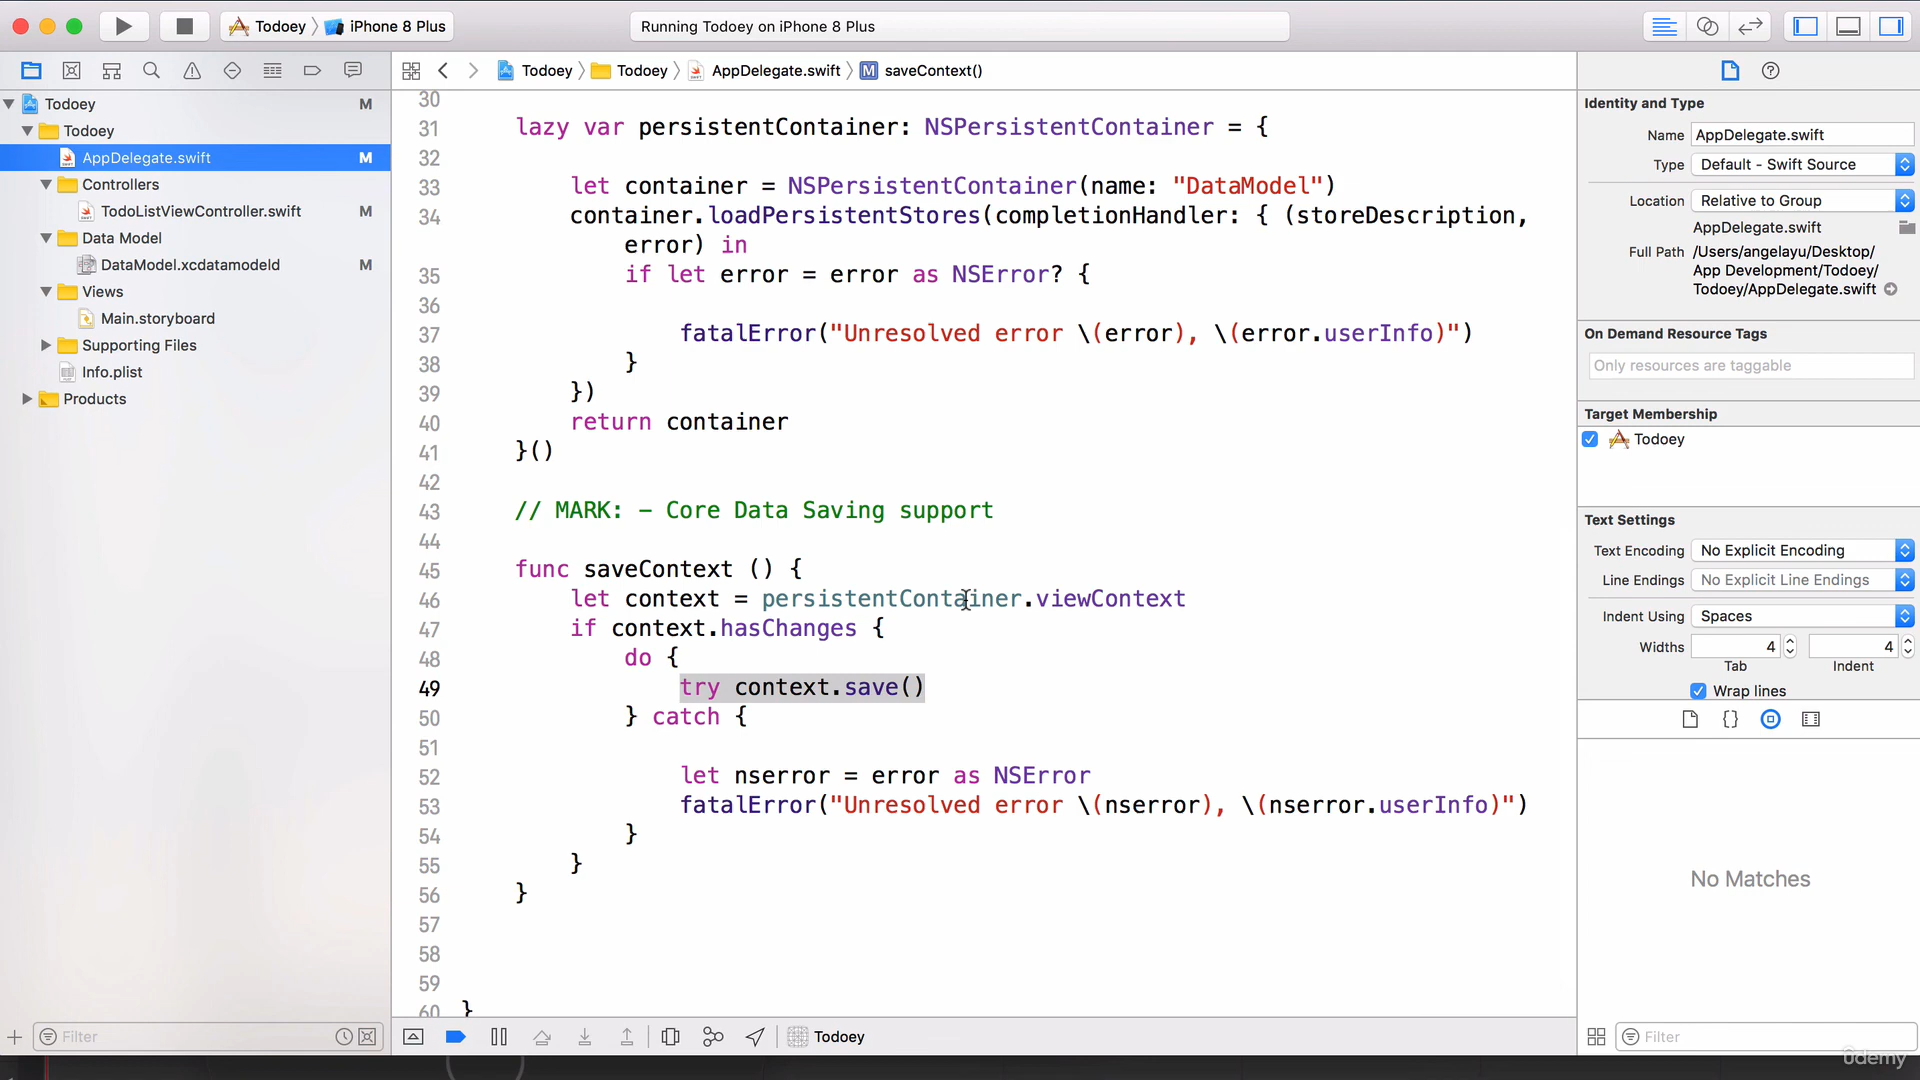 Todoey
iPhone 8 Plus
Running Todoey on iPhone 8 Plus
Todoey
Todoey
AppDelegate.swift
M
saveContext()
Todoey M
Todoey
AppDelegate.swift M
Controllers
TodoListViewController.swift M
Data Model
DataModel.xcdatamodeld M
Views
Main.storyboard
Supporting Files
Info.plist
Products
Filter
30
31 lazy var persistentContainer: NSPersistentContainer = {
32
33 let container = NSPersistentContainer(name: "DataModel")
34 container.loadPersistentStores(completionHandler: { (storeDescription,
error) in
35 if let error = error as NSError? {
36
37 fatalError("Unresolved error \(error), \(error.userInfo)")
38 }
39 })
40 return container
41 }()
42
43 // MARK: - Core Data Saving support
44
45 func saveContext () {
46 let context = persistentContainer.viewContext
47 if context.hasChanges {
48 do {
49 try context.save()
50 } catch {
51
52 let nserror = error as NSError
53 fatalError("Unresolved error \(nserror), \(nserror.userInfo)")
54 }
55 }
56 }
57
58
59
60 }
Todoey
Identity and Type
Name AppDelegate.swift
Type Default - Swift Source
Location Relative to Group
AppDelegate.swift
Full Path /Users/angelayu/Desktop/
App Development/Todoey/
Todoey/AppDelegate.swift
On Demand Resource Tags
Only resources are taggable
Target Membership
Todoey
Text Settings
Text Encoding No Explicit Encoding
Line Endings No Explicit Line Endings
Indent Using Spaces
Widths 4 4
Tab Indent
Wrap lines
{}
No Matches
Filter
ûdemy